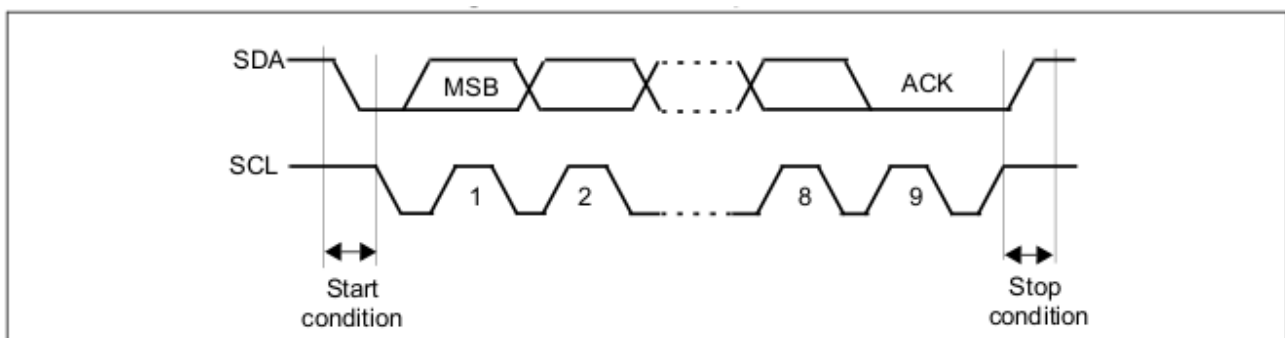 SDA
MSB
ACK
SCL
1
2
8
9
Start
condition
Stop
condition